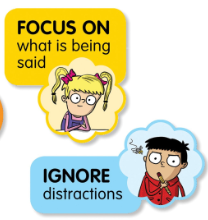 FOCUS ON
what is being
said
IGNORE
distractions